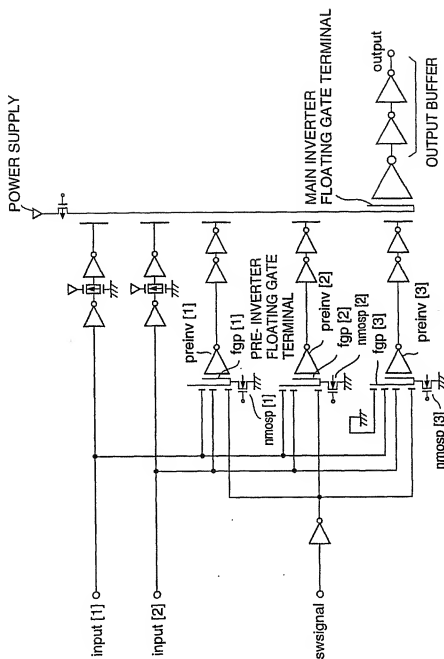 POWER SUPPLY
MAIN INVERTER
FLOATING GATE TERMINAL
output
OUTPUT BUFFER
preinv [1]
fgp [1]
PRE- INVERTER
FLOATING GATE
TERMINAL
nmosp [1]
preinv [2]
fgp [2]
nmosp [2]
fgp [3]
preinv [3]
nmosp [3]
input [1]
input [2]
swsignal